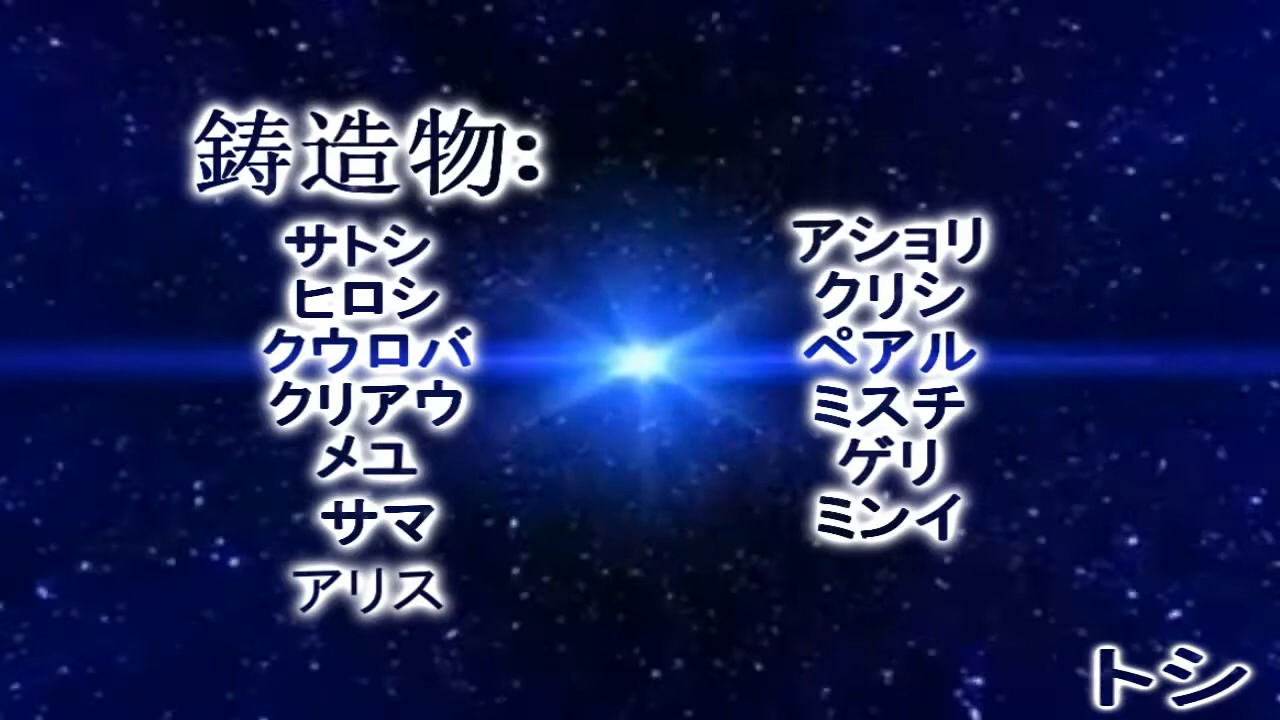 鋳造物:
サトシ
ヒロシ
クウロバ
クリアウ
メユ
サマ
アリス
アショリ
クリシ
ペアル
ミスチ
ゲリ
ミンイ
トシ